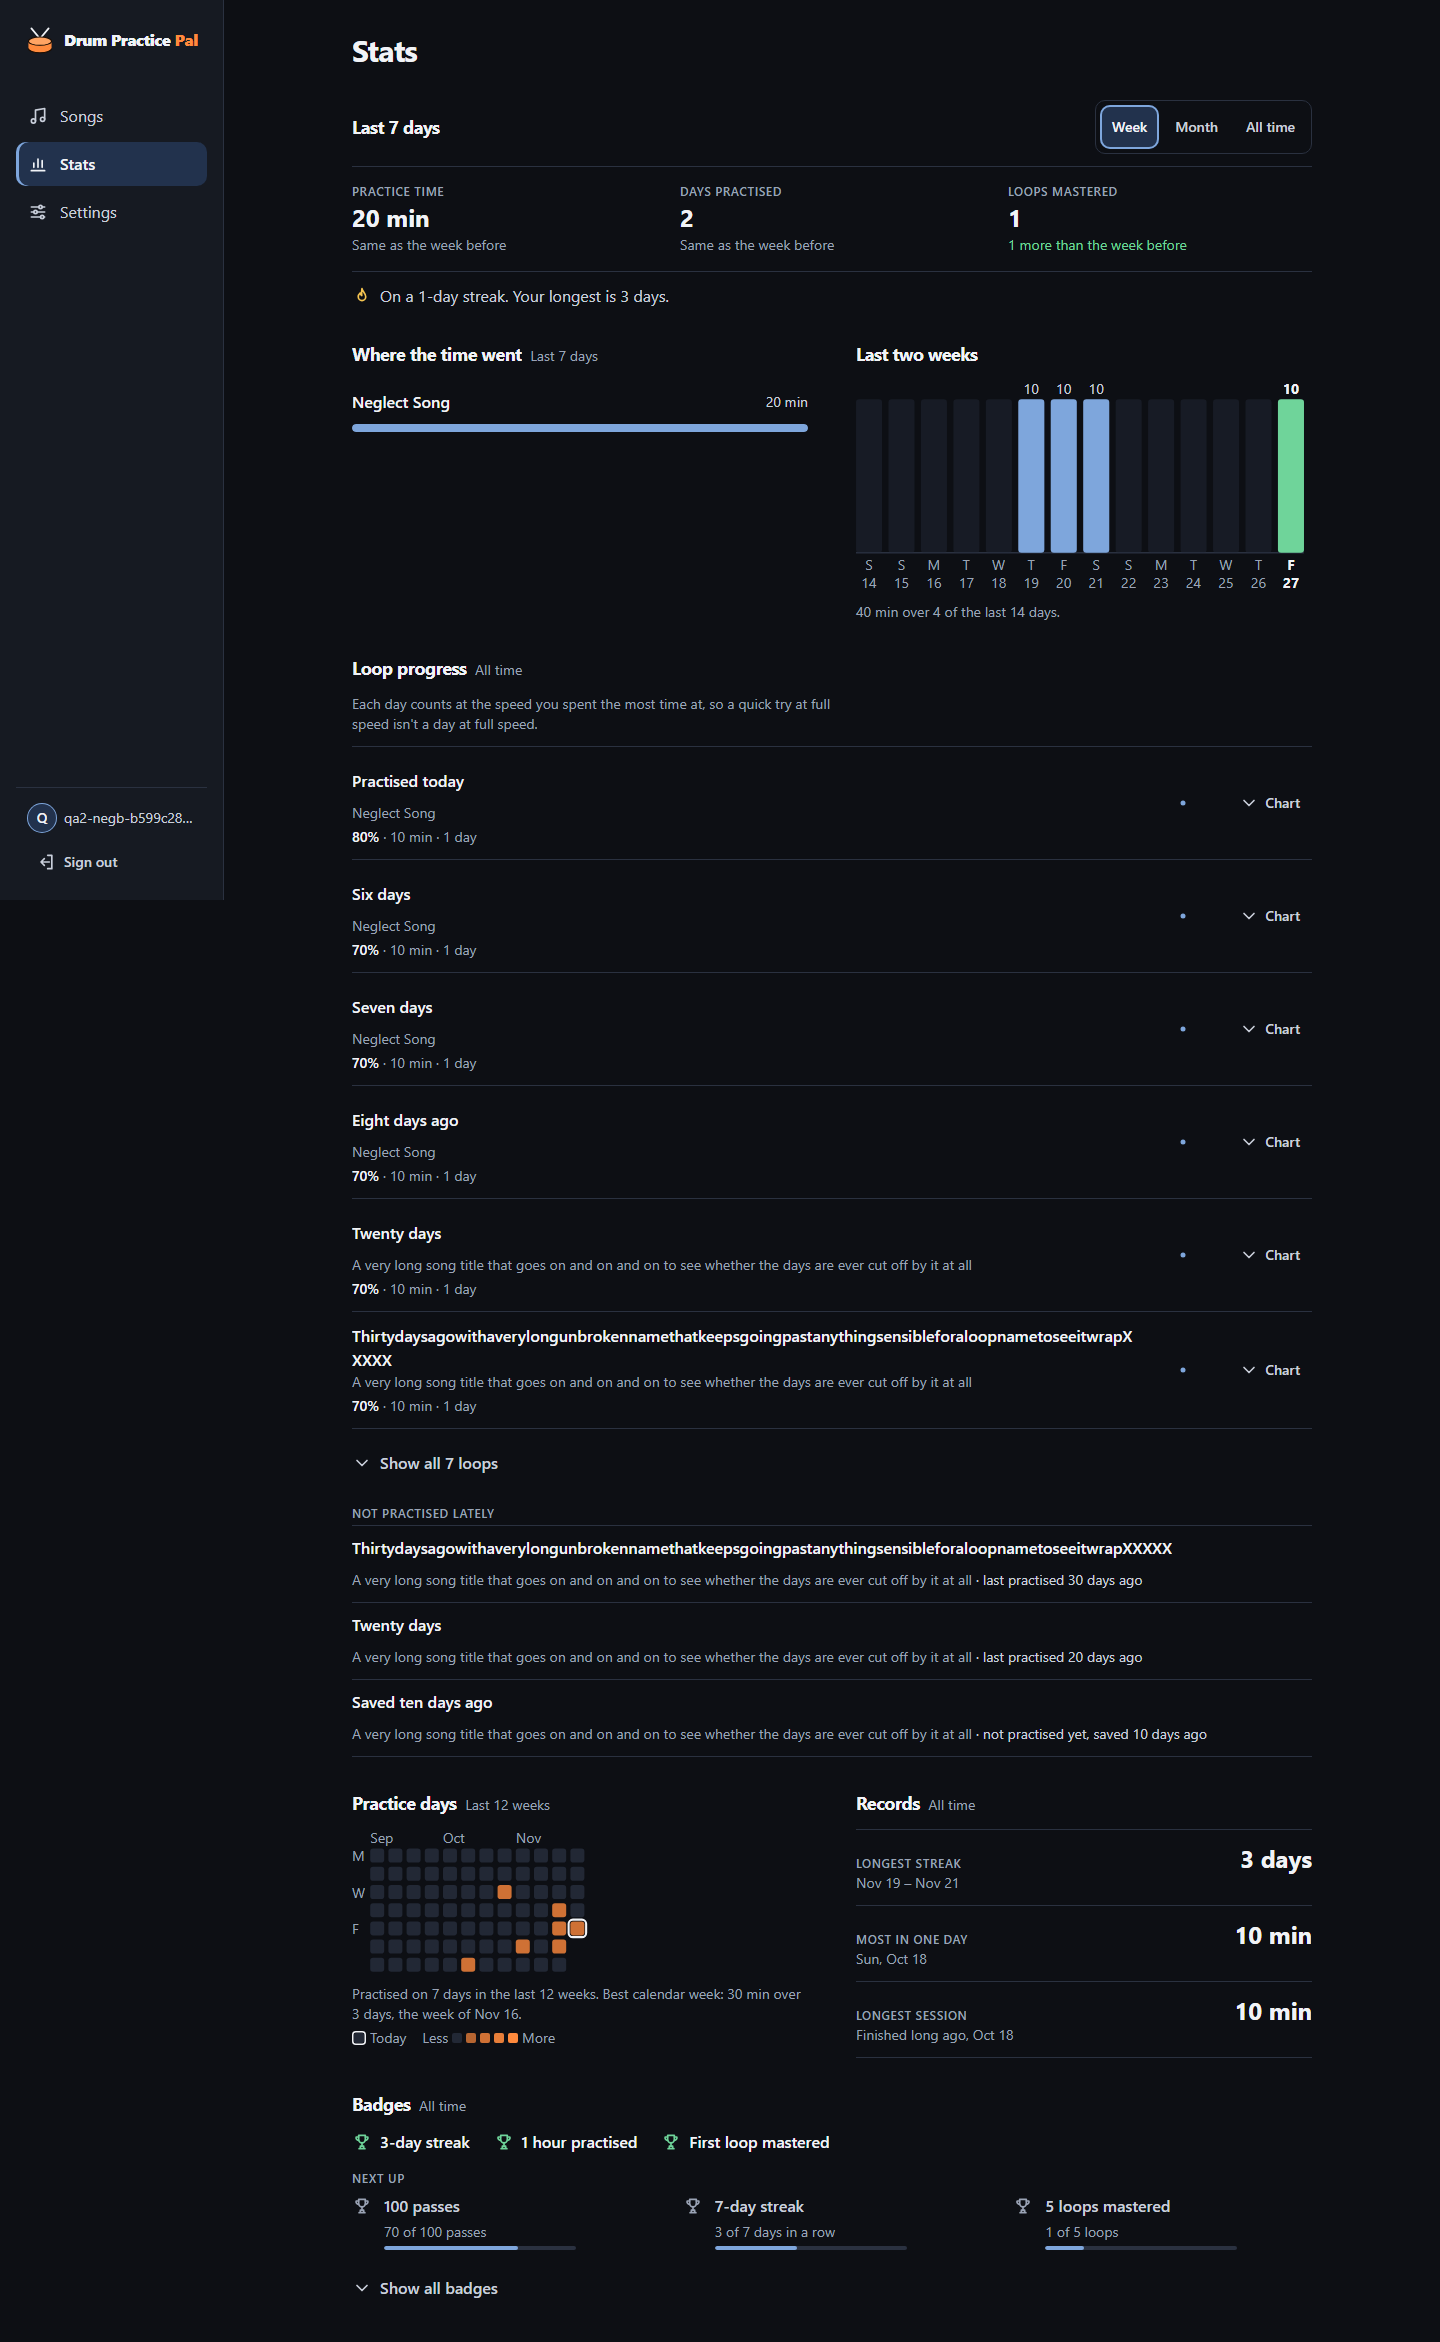 Drum Practice Pal
Songs
Stats
Settings
qa2-negb-b599c28...
Sign out
Stats
Last 7 days
Week Month All time
PRACTICE TIME
20 min
Same as the week before
DAYS PRACTISED
2
Same as the week before
LOOPS MASTERED
1
1 more than the week before
On a 1-day streak. Your longest is 3 days.
Where the time went Last 7 days
Neglect Song 20 min
Last two weeks
10 10 10 10
S S M T W T F S S M T W T F
14 15 16 17 18 19 20 21 22 23 24 25 26 27
40 min over 4 of the last 14 days.
Loop progress All time
Each day counts at the speed you spent the most time at, so a quick try at full
speed isn't a day at full speed.
Practised today
Neglect Song
80% · 10 min · 1 day
Chart
Six days
Neglect Song
70% · 10 min · 1 day
Chart
Seven days
Neglect Song
70% · 10 min · 1 day
Chart
Eight days ago
Neglect Song
70% · 10 min · 1 day
Chart
Twenty days
A very long song title that goes on and on and on to see whether the days are ever cut off by it at all
70% · 10 min · 1 day
Chart
ThirtydaysagowithaverylongunbrokennamethatkeepsgoingpastanythingsensibleforaloopnametoseeitwrapX
XXXX
A very long song title that goes on and on and on to see whether the days are ever cut off by it at all
70% · 10 min · 1 day
Chart
Show all 7 loops
NOT PRACTISED LATELY
ThirtydaysagowithaverylongunbrokennamethatkeepsgoingpastanythingsensibleforaloopnametoseeitwrapXXXXX
A very long song title that goes on and on and on to see whether the days are ever cut off by it at all · last practised 30 days ago
Twenty days
A very long song title that goes on and on and on to see whether the days are ever cut off by it at all · last practised 20 days ago
Saved ten days ago
A very long song title that goes on and on and on to see whether the days are ever cut off by it at all · not practised yet, saved 10 days ago
Practice days Last 12 weeks
Sep Oct Nov
M
W
F
Practised on 7 days in the last 12 weeks. Best calendar week: 30 min over
3 days, the week of Nov 16.
Today Less More
Records All time
LONGEST STREAK
Nov 19 – Nov 21
3 days
MOST IN ONE DAY
Sun, Oct 18
10 min
LONGEST SESSION
Finished long ago, Oct 18
10 min
Badges All time
3-day streak 1 hour practised First loop mastered
NEXT UP
100 passes
70 of 100 passes
7-day streak
3 of 7 days in a row
5 loops mastered
1 of 5 loops
Show all badges
Q